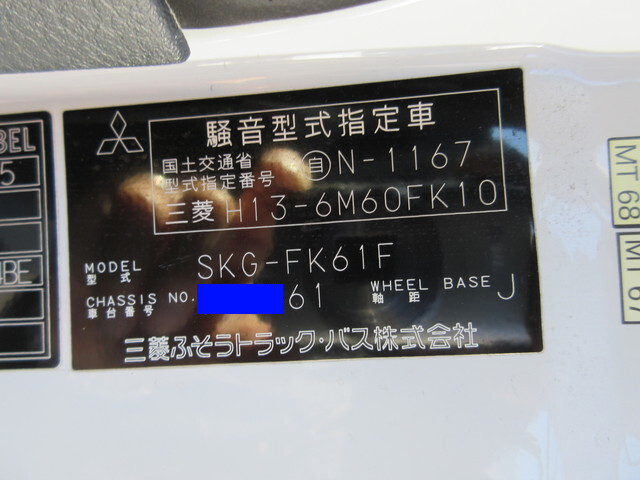 騒音型式指定車
国土交通省
型式指定番号 自N-1167
三菱 H13-6M60FK10
MODEL
型式 SKG-FK61F
CHASSIS NO.
車台番号 61
WHEEL BASE
軸距 J
三菱ふそうトラック・バス株式会社
BEL
5
BE
MT 68
MT 67